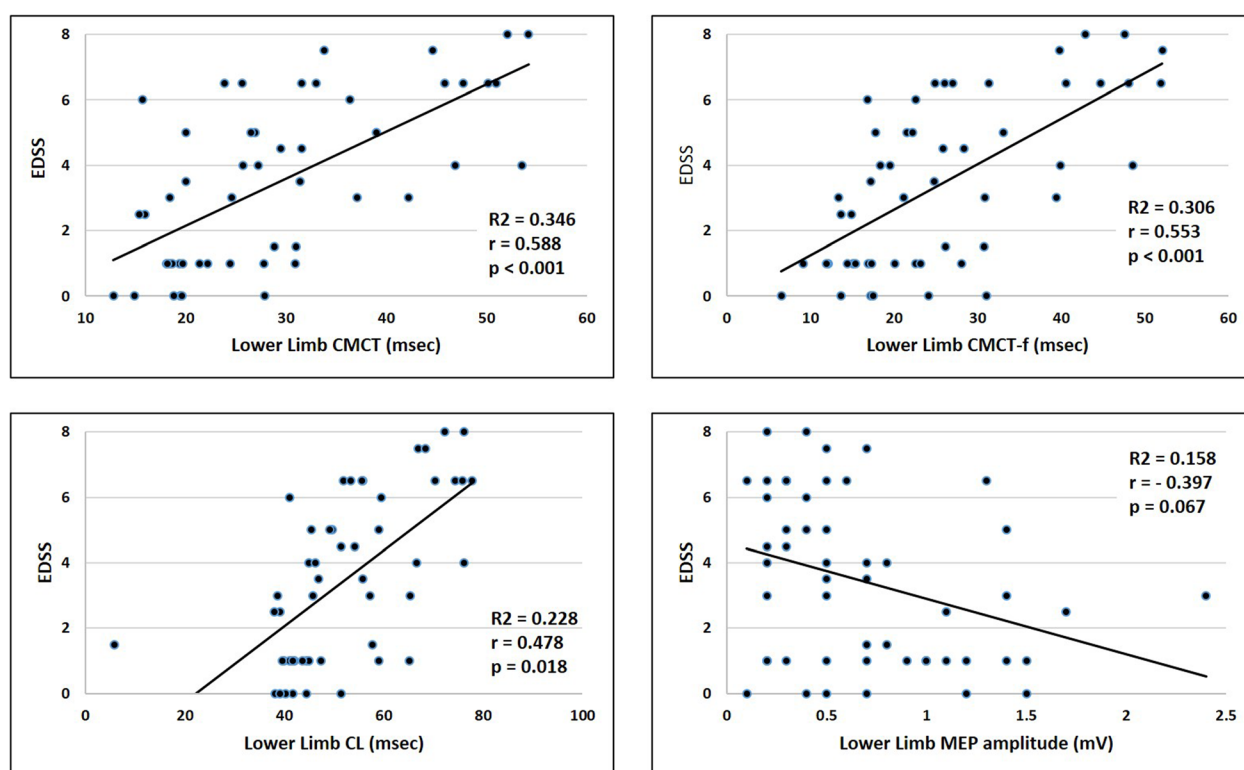 8
6
4
2
0
EDSS
R2 = 0.346
r = 0.588
p < 0.001
10 20 30 40 50 60
Lower Limb CMCT (msec)
8
6
4
2
0
EDSS
R2 = 0.306
r = 0.553
p < 0.001
0 10 20 30 40 50 60
Lower Limb CMCT-f (msec)
8
6
4
2
0
EDSS
R2 = 0.228
r = 0.478
p = 0.018
0 20 40 60 80 100
Lower Limb CL (msec)
8
6
4
2
0
EDSS
R2 = 0.158
r = - 0.397
p = 0.067
0 0.5 1 1.5 2 2.5
Lower Limb MEP amplitude (mV)